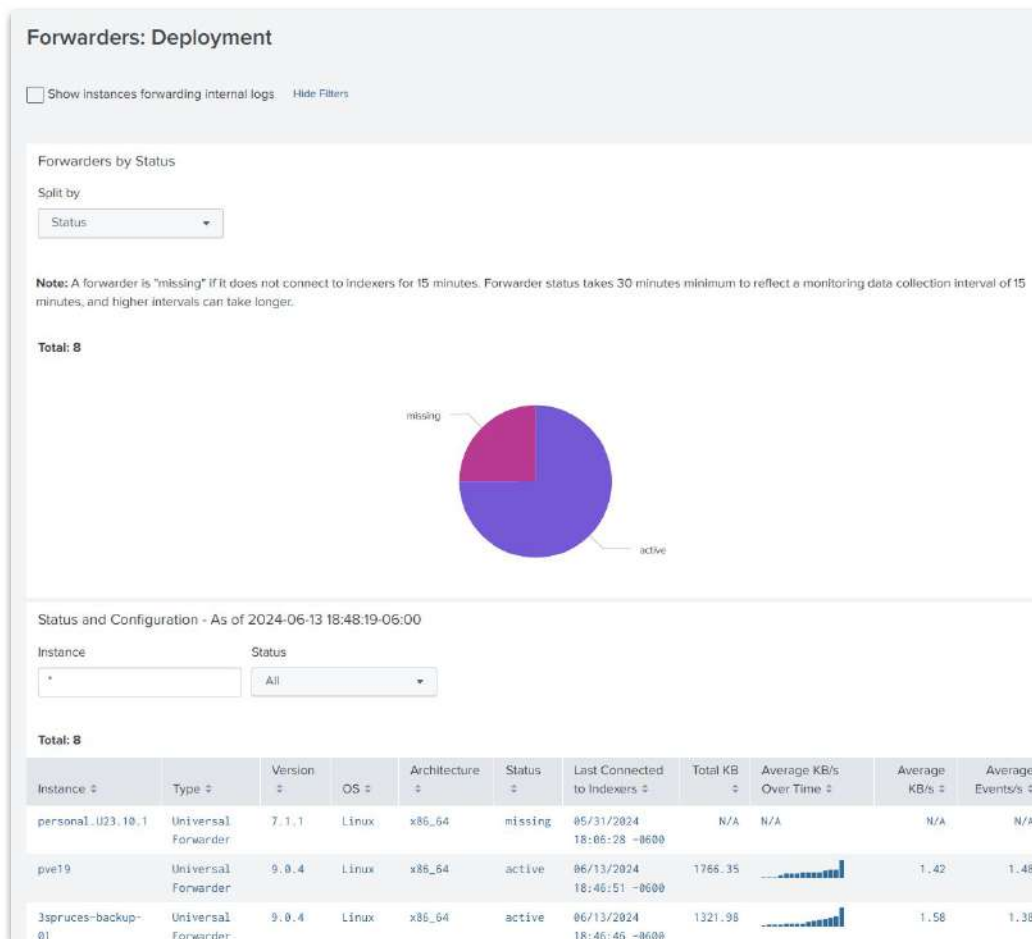 Forwarders: Deployment
Show instances forwarding internal logs Hide Filters
Forwarders by Status
Split by
Status
Note: A forwarder is "missing" if it does not connect to indexers for 15 minutes. Forwarder status takes 30 minutes minimum to reflect a monitoring data collection interval of 15
minutes, and higher intervals can take longer.
Total: 8
missing
active
Status and Configuration - As of 2024-06-13 18:48:19-06:00
Instance Status
* All
Total: 8
Instance Type Version OS Architecture Status Last Connected to Indexers Total KB Average KB/s Over Time Average KB/s Average Events/s
personal.U23.10.1 Universal 7.1.1 Linux x86_64 missing 05/31/2024 N/A N/A N/A N/A
Forwarder 18:06:28 -0600
pve19 Universal 9.0.4 Linux x86_64 active 06/13/2024 1766.35 1.42 1.48
Forwarder 18:46:51 -0600
3spruces-backup- Universal 9.0.4 Linux x86_64 active 06/13/2024 1321.98 1.58 1.38
01 Forwarder 18:46:46 -0600